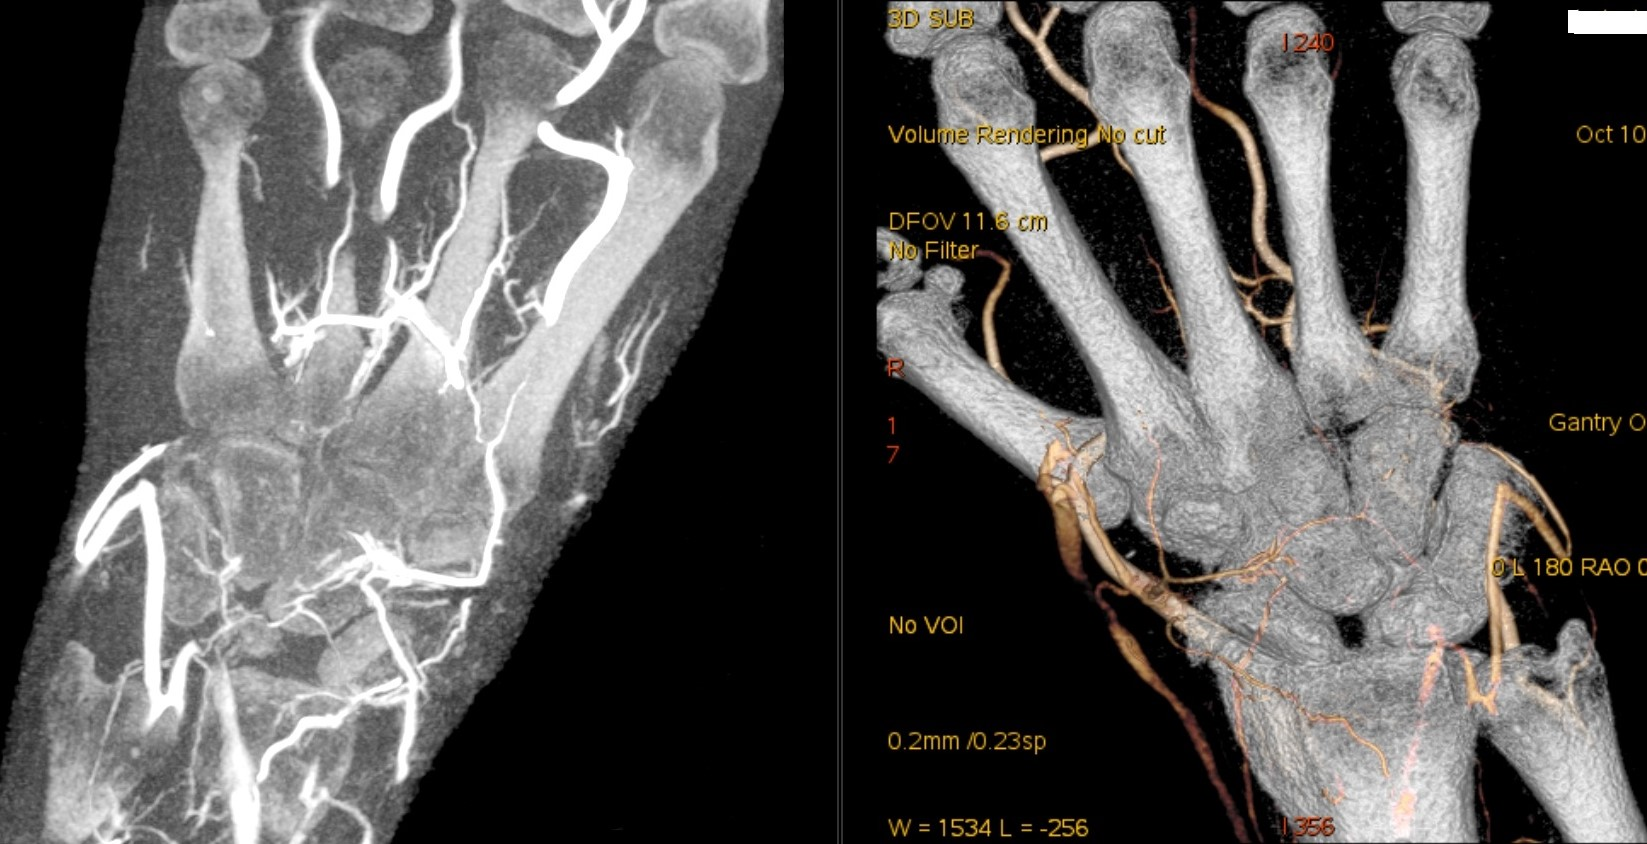 3D SUB
I 240
Volume Rendering No cut
Oct 10
DFOV 11.6 cm
No Filter
R
1
7
Gantry
0 L 180 RAO 0
No VOI
0.2mm /0.23sp
W = 1534 L = -256
I 356